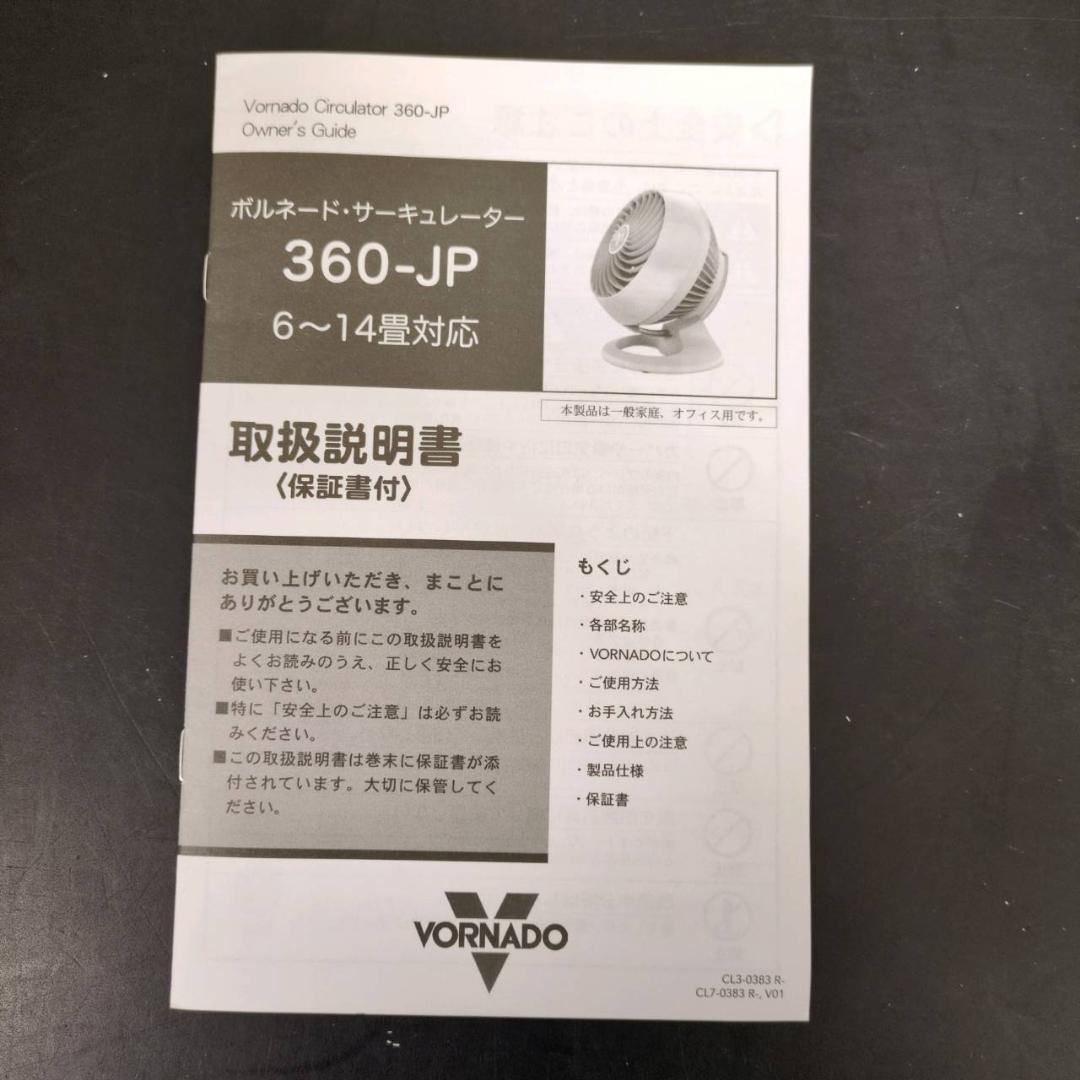 Vornado Circulator 360-JP
Owner's Guide
ボルネード・サーキュレーター
360-JP
6〜14畳対応
本製品は一般家庭、オフィス用です。
取扱説明書
〈保証書付〉
お買い上げいただき、まことに
ありがとうございます。
■ご使用になる前にこの取扱説明書を
よくお読みのうえ、正しく安全にお
使い下さい。
■特に「安全上のご注意」は必ずお読
みください。
■この取扱説明書は巻末に保証書が添
付されています。大切に保管してく
ださい。
もくじ
・安全上のご注意
・各部名称
・VORNADOについて
・ご使用方法
・お手入れ方法
・ご使用上の注意
・製品仕様
・保証書
VORNADO
CL3-0383 R-
CL7-0383 R-, V01